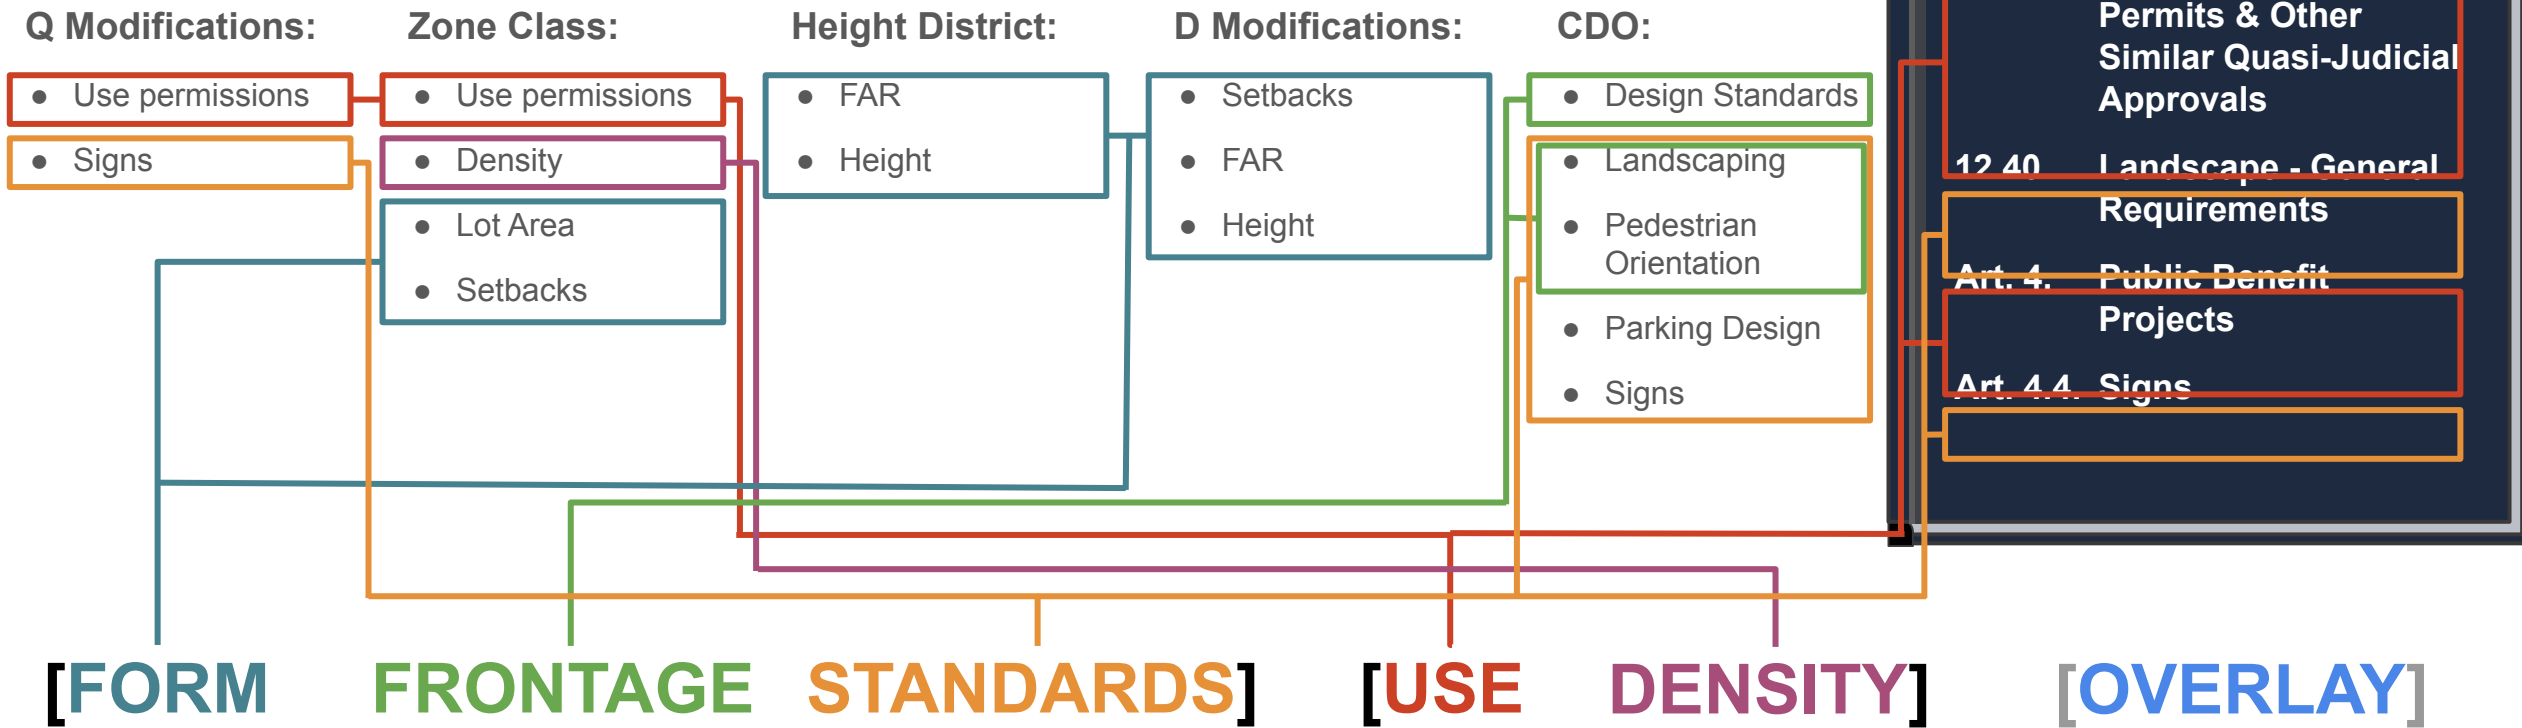 Q Modifications:
● Use permissions
● Signs
Zone Class:
● Use permissions
● Density
● Lot Area
● Setbacks
Height District:
● FAR
● Height
D Modifications:
● Setbacks
● FAR
● Height
CDO:
● Design Standards
● Landscaping
● Pedestrian
Orientation
● Parking Design
● Signs
Permits & Other
Similar Quasi-Judicial
Approvals
12.40 Landscape - General
Requirements
Art. 4. Public Benefit
Projects
Art. 4.4. Signs
[FORM FRONTAGE STANDARDS] [USE DENSITY] [OVERLAY]